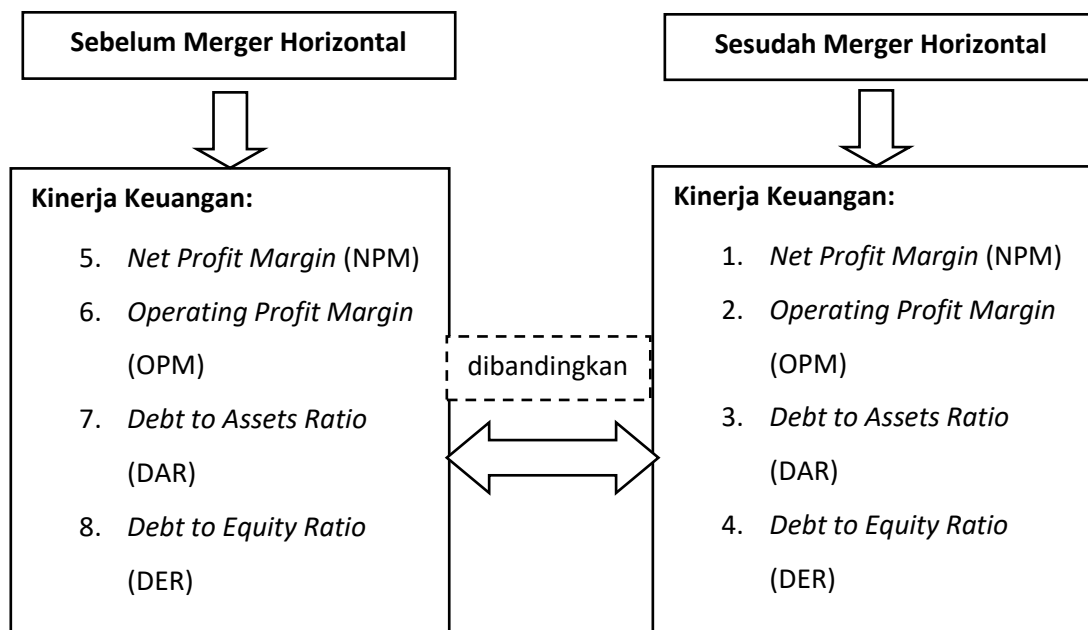 Sebelum Merger Horizontal
Kinerja Keuangan:
5. Net Profit Margin (NPM)
6. Operating Profit Margin
(OPM)
7. Debt to Assets Ratio
(DAR)
8. Debt to Equity Ratio
(DER)
dibandingkan
Sesudah Merger Horizontal
Kinerja Keuangan:
1. Net Profit Margin (NPM)
2. Operating Profit Margin
(OPM)
3. Debt to Assets Ratio
(DAR)
4. Debt to Equity Ratio
(DER)